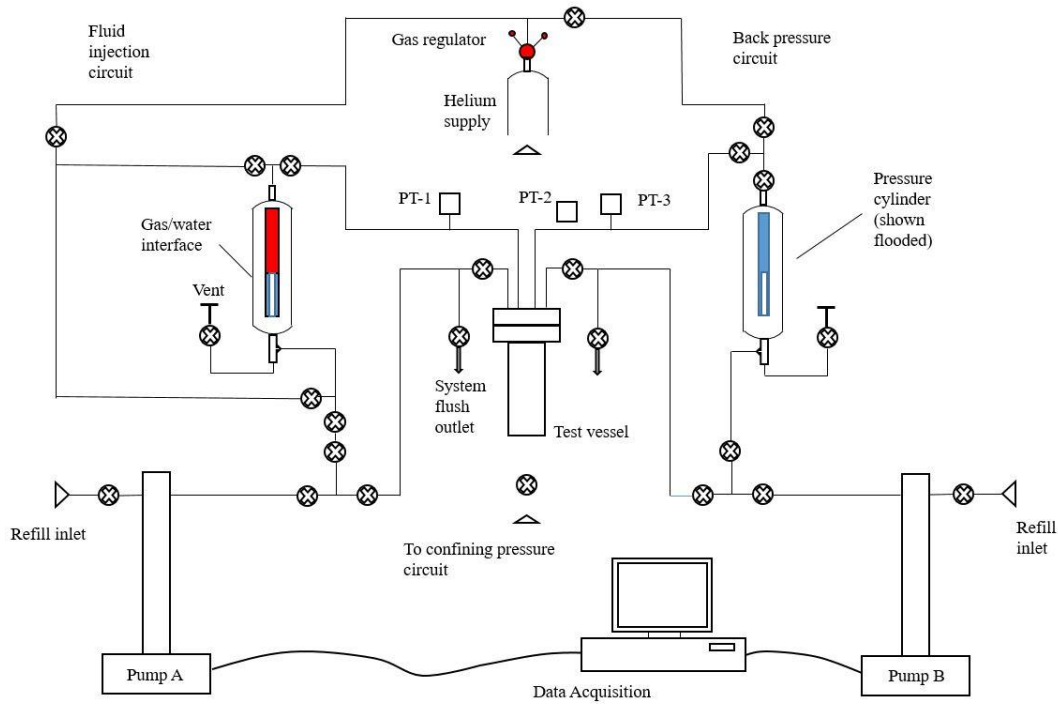 Fluid
injection
circuit
Gas regulator
Back pressure
circuit
Helium
supply
PT-1
PT-2
PT-3
Pressure
cylinder
(shown
flooded)
Gas/water
interface
Vent
System
flush
outlet
Test vessel
Refill inlet
To confining pressure
circuit
Refill
inlet
Pump A
Data Acquisition
Pump B